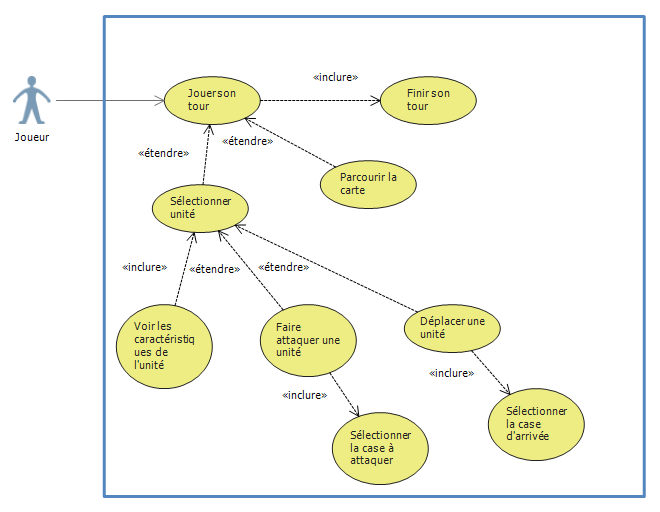 «inclure»
Jouer son
tour
Finir son
tour
Joueur
«étendre»
«étendre»
Parcourir la
carte
Sélectionner
unité
«inclure»
«étendre»
«étendre»
Voir les
caractéristiq
ues de
l'unité
Faire
attaquer une
unité
Déplacer une
unité
«inclure»
«inclure»
Sélectionner
la case à
attaquer
Sélectionner
la case
d'arrivée